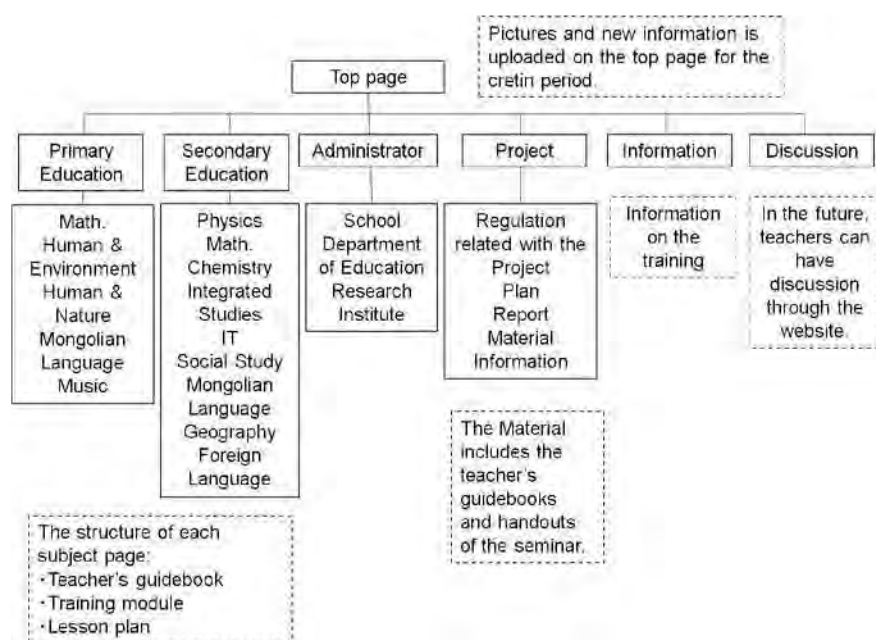 Pictures and new information is
uploaded on the top page for the
cretin period.
Top page
Primary
Education
Secondary
Education
Administrator
Project
Information
Discussion
Math.
Human &
Environment
Human &
Nature
Mongolian
Language
Music
Physics
Math.
Chemistry
Integrated
Studies
IT
Social Study
Mongolian
Language
Geography
Foreign
Language
School
Department
of Education
Research
Institute
Regulation
related with the
Project
Plan
Report
Material
Information
Information
on the
training
In the future,
teachers can
have
discussion
through the
website.
The Material
includes the
teacher's
guidebooks
and handouts
of the seminar.
The structure of each
subject page:
・Teacher's guidebook
・Training module
・Lesson plan